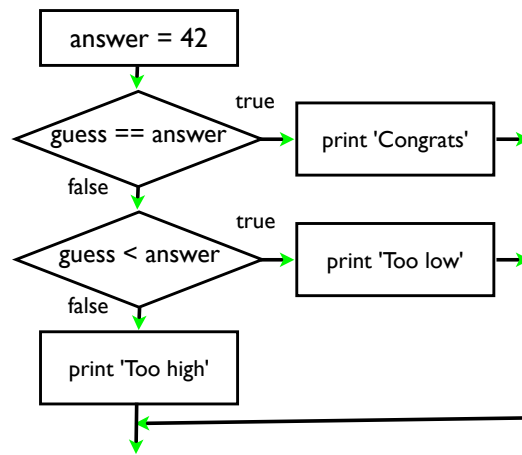 answer = 42
true
guess == answer
print 'Congrats'
false
true
guess < answer
print 'Too low'
false
print 'Too high'